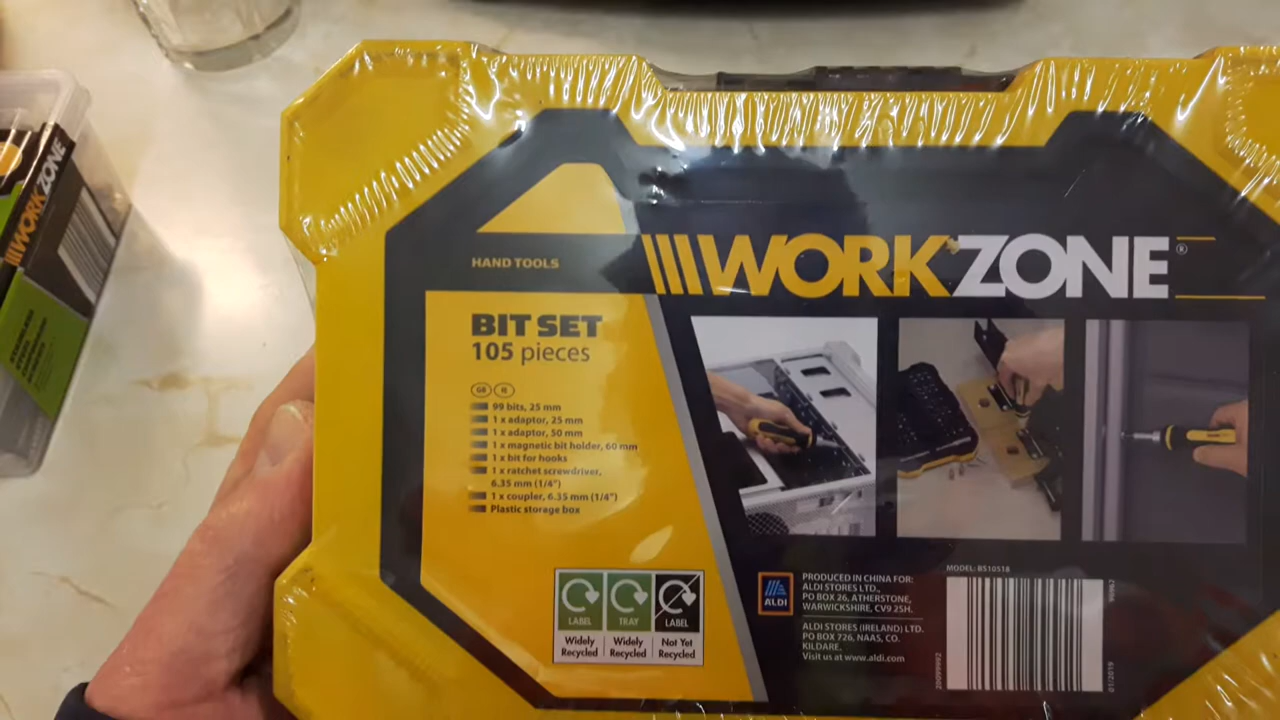 WORKZONE
HAND TOOLS
WORKZONE®
BIT SET
105 pieces
GB IE
99 bits, 25 mm
1 x adaptor, 25 mm
1 x adaptor, 50 mm
1 x magnetic bit holder, 60 mm
1 x bit for hooks
1 x ratchet screwdriver,
6.35 mm (1/4")
1 x coupler, 6.35 mm (1/4")
Plastic storage box
LABEL
Widely
Recycled
TRAY
Widely
Recycled
LABEL
Not Yet
Recycled
ALDI
PRODUCED IN CHINA FOR:
ALDI STORES LTD.,
PO BOX 26, ATHERSTONE,
WARWICKSHIRE, CV9 2SH.
ALDI STORES (IRELAND) LTD.
PO BOX 726, NAAS, CO.
KILDARE.
Visit us at www.aldi.com
MODEL: BS10518
01/2019